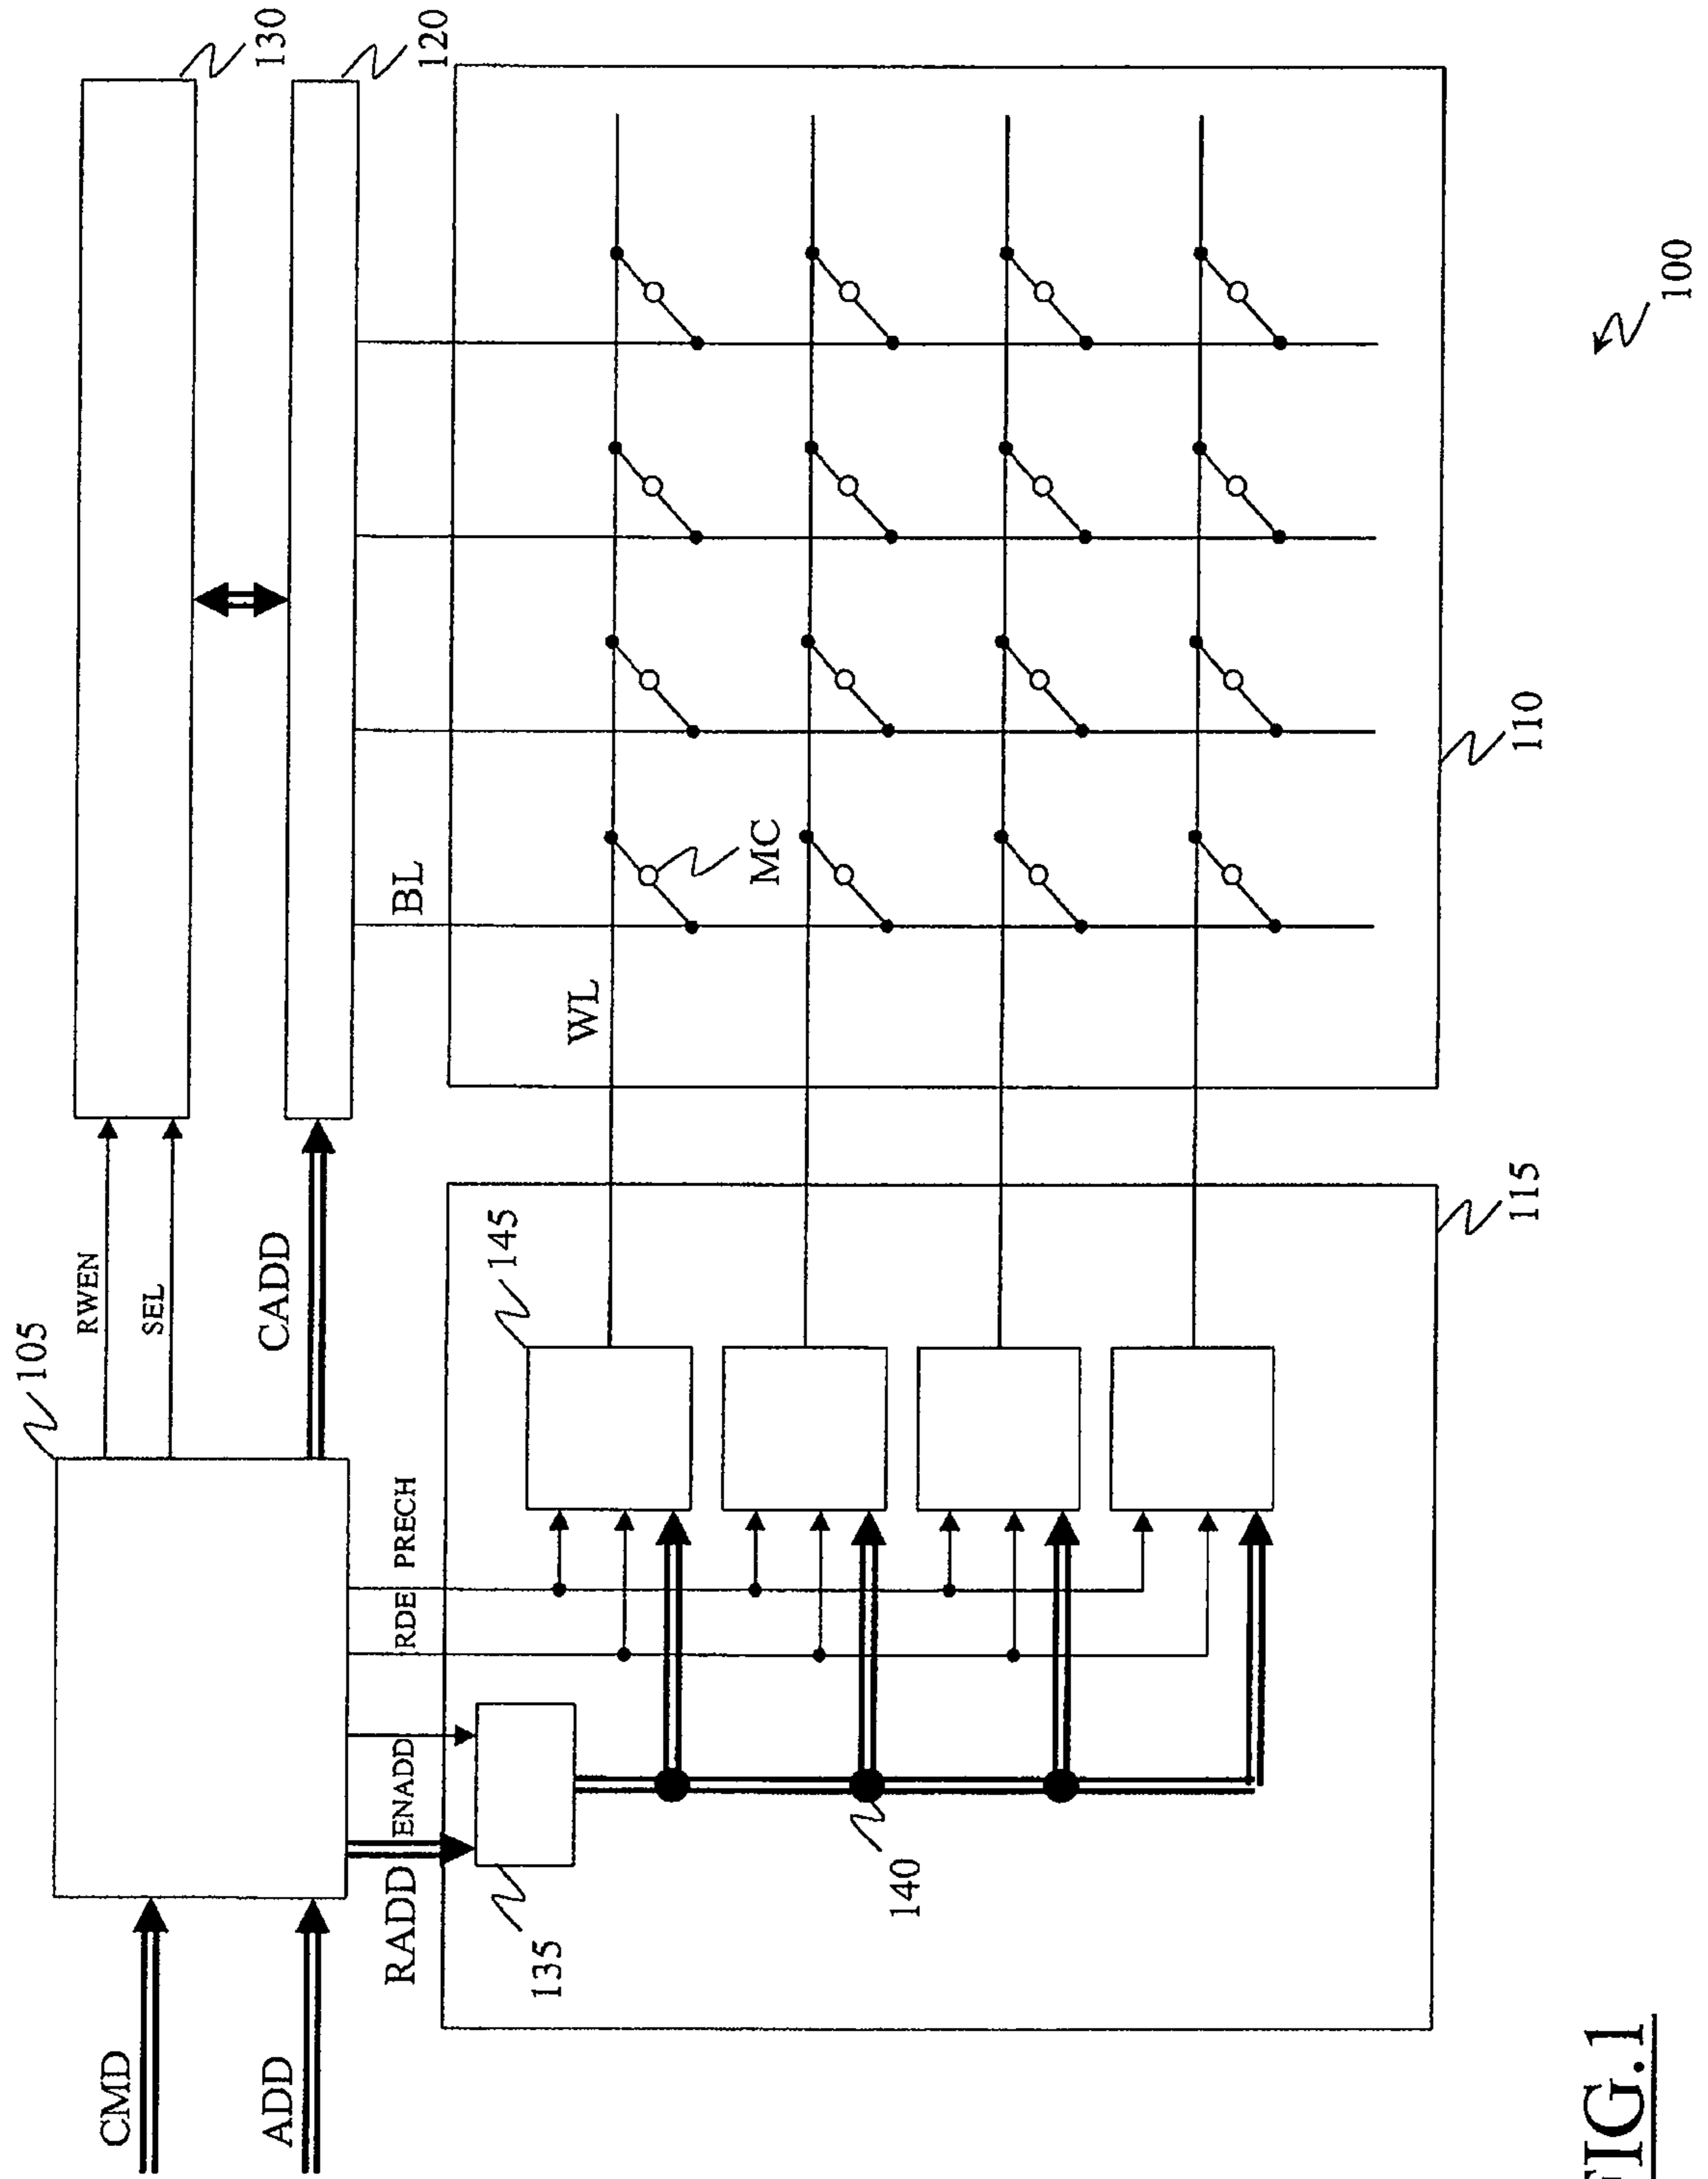 CMD
ADD
105
RWEN
SEL
CADD
130
120
RADD
ENADD
RDE
PRECH
BL
135
140
145
WL
MC
115
110
100
FIG.1